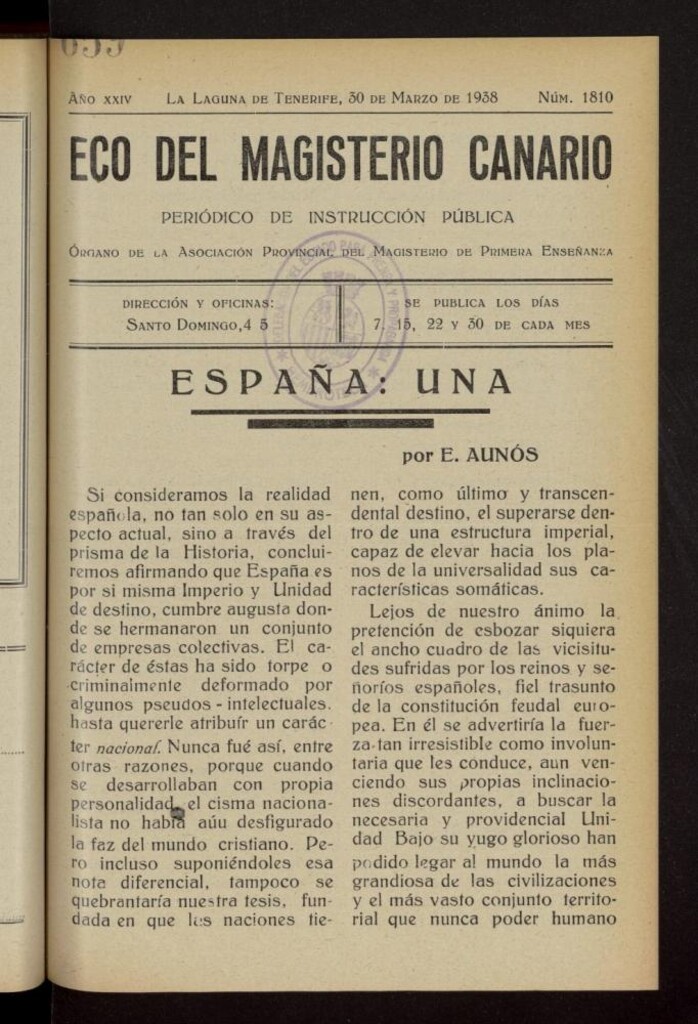 AÑO XXIV LA LAGUNA DE TENERIFE, 30 DE MARZO DE 1938 NÚM. 1810
ECO DEL MAGISTERIO CANARIO
PERIÓDICO DE INSTRUCCIÓN PÚBLICA
ÓRGANO DE LA ASOCIACIÓN PROVINCIAL DEL MAGISTERIO DE PRIMERA ENSEÑANZA
DIRECCIÓN Y OFICINAS:
SANTO DOMINGO,4 5
SE PUBLICA LOS DÍAS
7, 15, 22 Y 30 DE CADA MES
ESPAÑA: UNA
por E. AUNÓS
Si consideramos la realidad
española, no tan solo en su as-
pecto actual, sino a través del
prisma de la Historia, conclui-
remos afirmando que España es
por si misma Imperio y Unidad
de destino, cumbre augusta don-
de se hermanaron un conjunto
de empresas colectivas. El ca-
rácter de éstas ha sido torpe o
criminalmente deformado por
algunos pseudos - intelectuales,
hasta quererle atribuír un carác-
ter nacional. Nunca fué así, entre
otras razones, porque cuando
se desarrollaban con propia
personalidad, el cisma naciona-
lista no había aúu desfigurado
la faz del mundo cristiano. Pe-
ro incluso suponiéndoles esa
nota diferencial, tampoco se
quebrantaría nuestra tesis, fun-
dada en que las naciones tie-
nen, como último y transcen-
dental destino, el superarse den-
tro de una estructura imperial,
capaz de elevar hacia los pla-
nos de la universalidad sus ca-
racterísticas somáticas.
Lejos de nuestro ánimo la
pretención de esbozar siquiera
el ancho cuadro de las vicisitu-
des sufridas por los reinos y se-
ñoríos españoles, fiel trasunto
de la constitución feudal euro-
pea. En él se advertiría la fuer-
za tan irresistible como involun-
taria que les conduce, aun ven-
ciendo sus propias inclinacio-
nes discordantes, a buscar la
necesaria y providencial Uni-
dad Bajo su yugo glorioso han
podido legar al mundo la más
grandiosa de las civilizaciones
y el más vasto conjunto territo-
rial que nunca poder humano